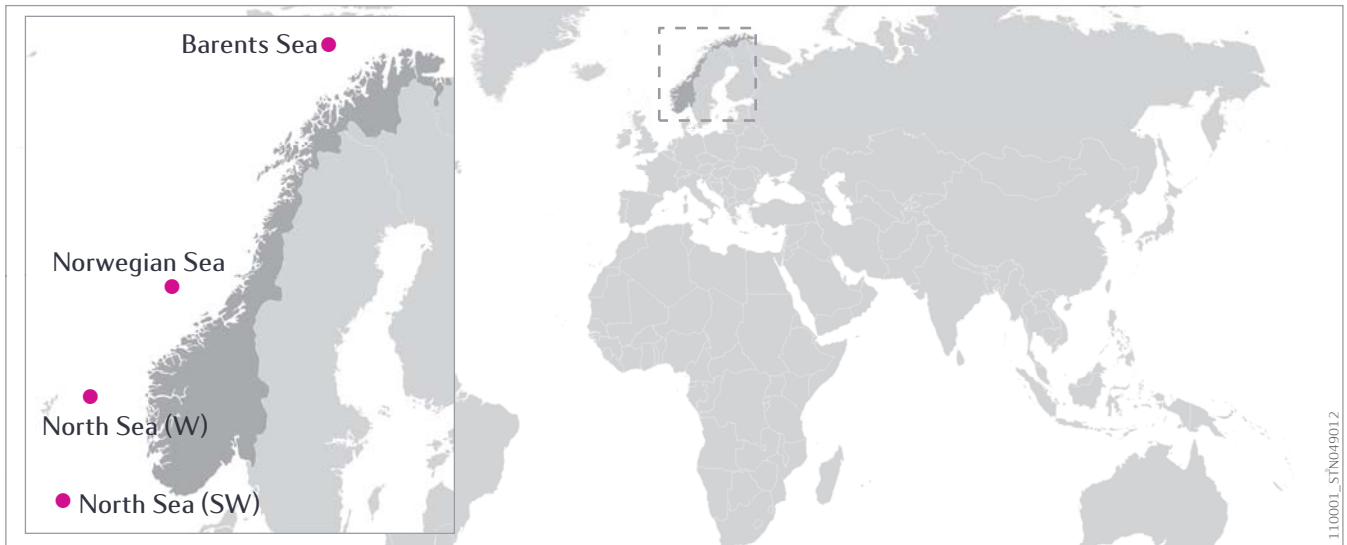 Barents Sea
Norwegian Sea
North Sea (W)
North Sea (SW)
110001_STN049012